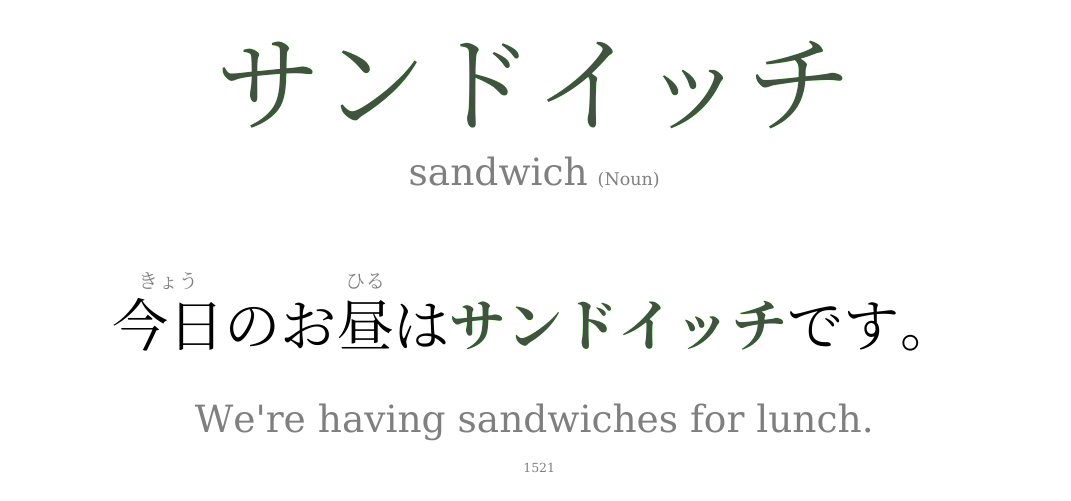 サンドイッチ
sandwich (Noun)
きょう ひる
今日のお昼はサンドイッチです。
We're having sandwiches for lunch.
1521